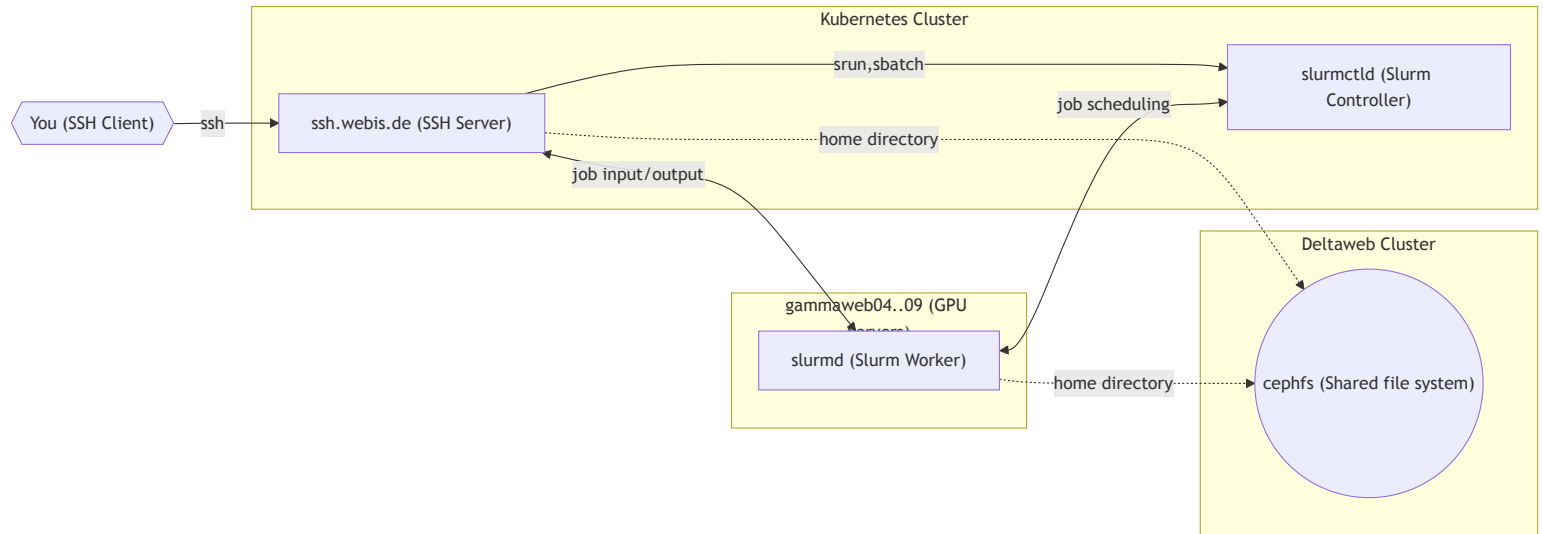 Kubernetes Cluster
srun,sbatch
slurmctld (Slurm
Controller)
job scheduling
You (SSH Client)
ssh
ssh.webis.de (SSH Server)
home directory
job input/output
Deltaweb Cluster
gammaweb04..09 (GPU
slurmd (Slurm Worker)
home directory
cephfs (Shared file system)